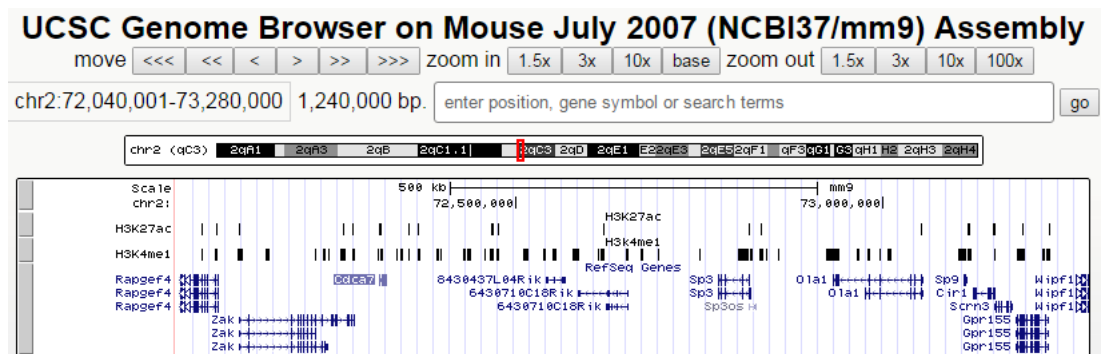 UCSC Genome Browser on Mouse July 2007 (NCBI37/mm9) Assembly
move <<< << < > >> >>> zoom in 1.5x 3x 10x base zoom out 1.5x 3x 10x 100x
chr2:72,040,001-73,280,000 1,240,000 bp. enter position, gene symbol or search terms go
chr2 (qC3) 2qA1 2qA3 2qB 2qC1.1 2qC3 2qD 2qE1 E2 2qE3 2qE5 2qF1 qF3 qG1 G3 qH1 H2 2qH3 2qH4
Scale 500 kb mm9
chr2: 72,500,000 73,000,000
H3K27ac
H3K27ac
H3K4me1
H3K4me1
RefSeq Genes
Rapgef4 Cdca7 8430437L04Rik Sp3 Ola1 Sp9 Wipf1
Rapgef4 6430710C18Rik Sp3 Ola1 Cir1 Wipf1
Rapgef4 6430710C18Rik Sp3os Scrn3 Wipf1
Zak Gpr155
Zak Gpr155
Zak Gpr155